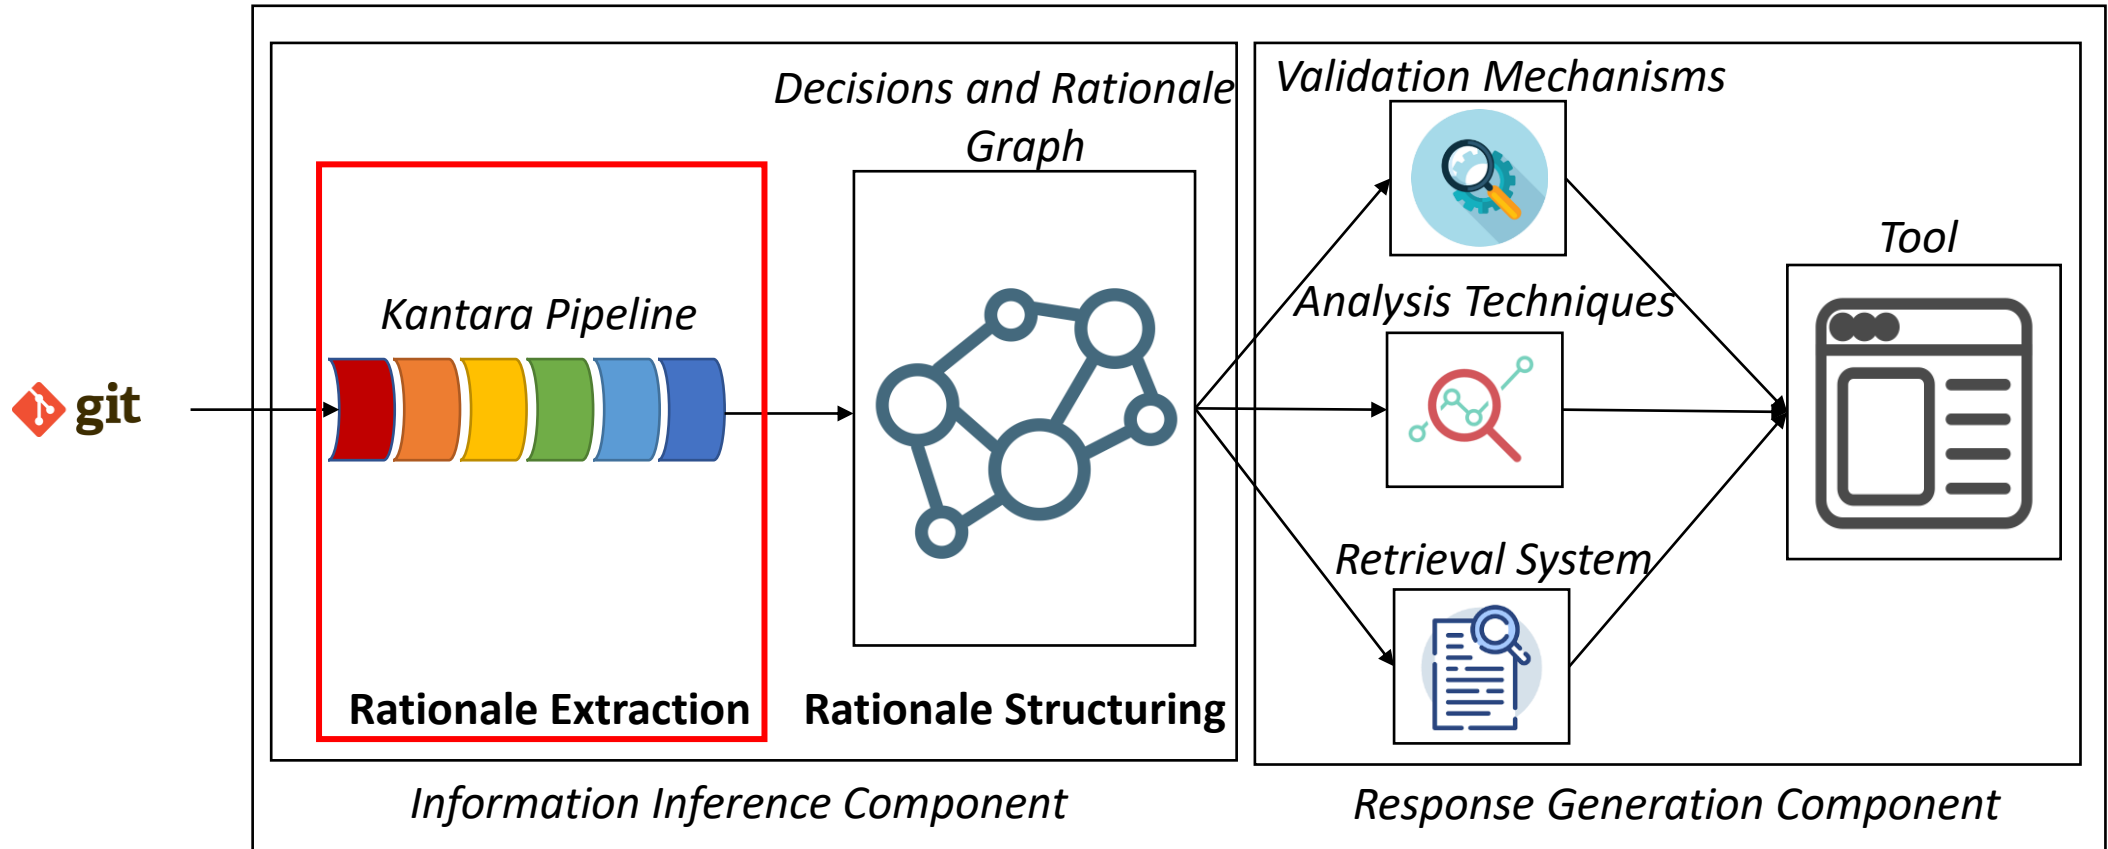 git
Kantara Pipeline
Rationale Extraction
Decisions and Rationale
Graph
Rationale Structuring
Information Inference Component
Validation Mechanisms
Analysis Techniques
Retrieval System
Tool
Response Generation Component